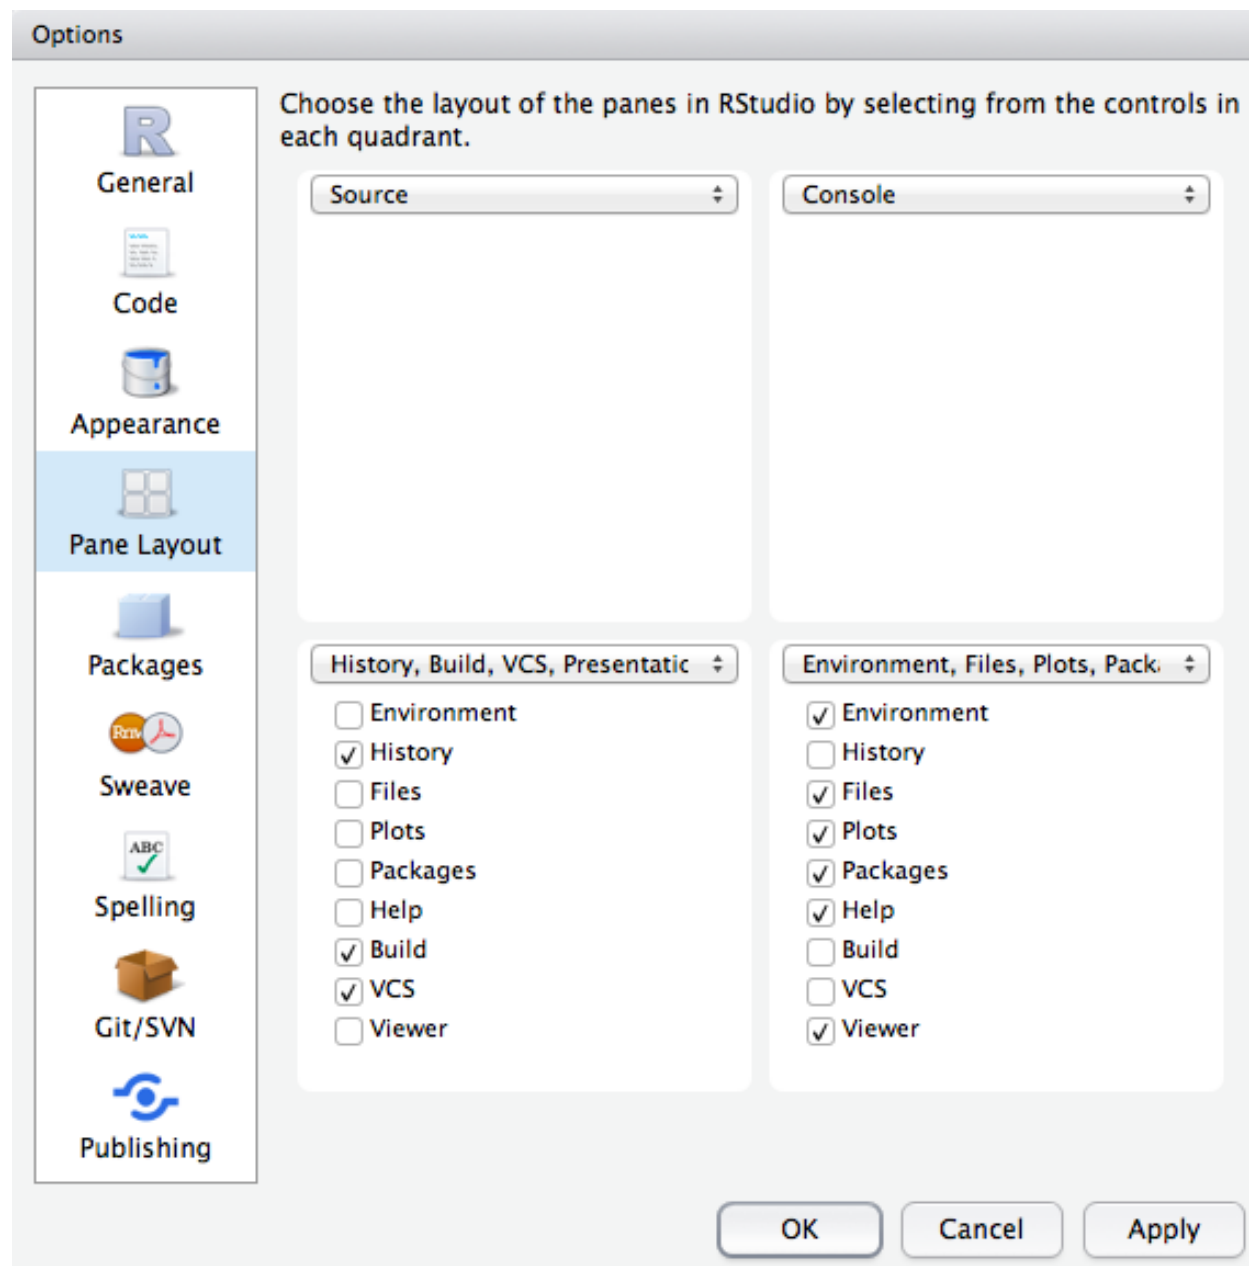 Options
Choose the layout of the panes in RStudio by selecting from the controls in
each quadrant.
R
General
Code
Appearance
Pane Layout
Packages
Rnw
Sweave
ABC
Spelling
Git/SVN
Publishing
Source
Console
History, Build, VCS, Presentatic
Environment
History
Files
Plots
Packages
Help
Build
VCS
Viewer
Environment, Files, Plots, Pack
Environment
History
Files
Plots
Packages
Help
Build
VCS
Viewer
OK
Cancel
Apply